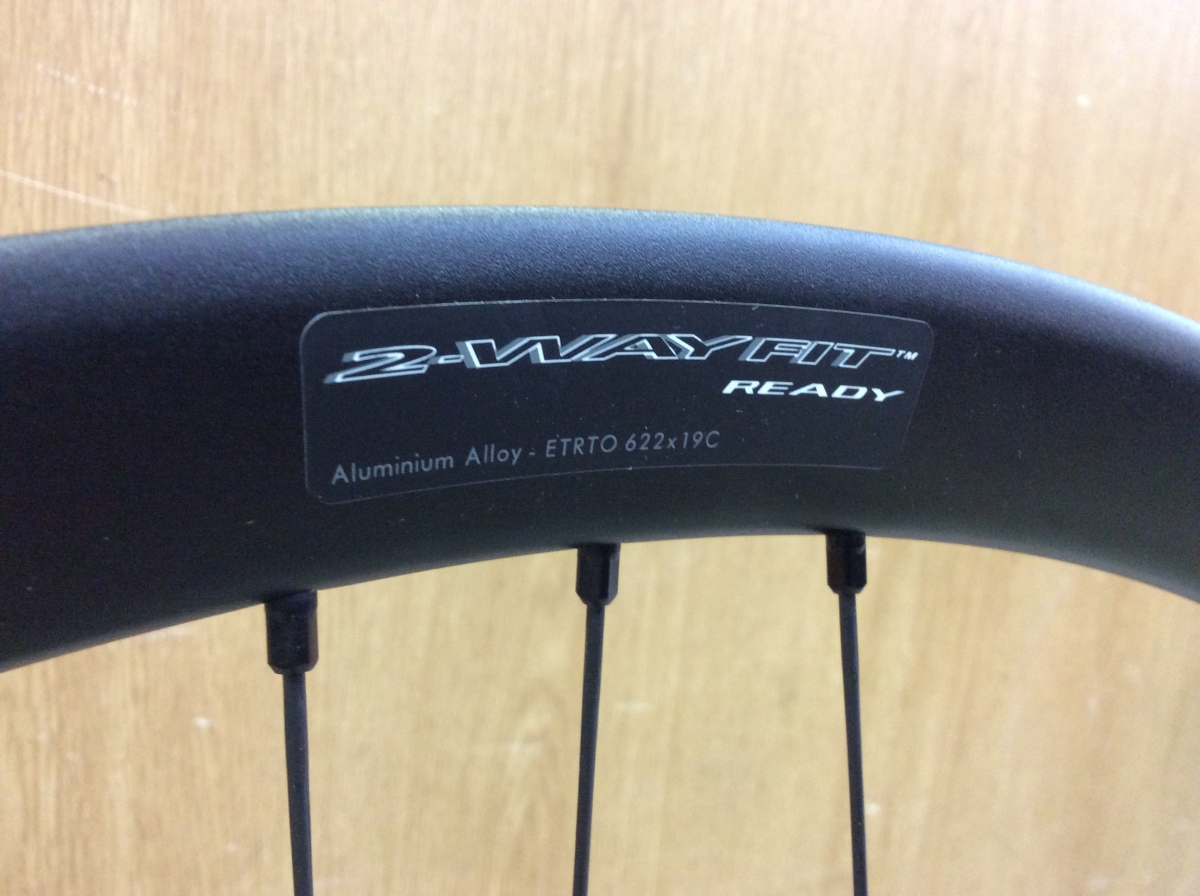 2-WAY FIT™
READY
Aluminium Alloy - ETRTO 622x19C